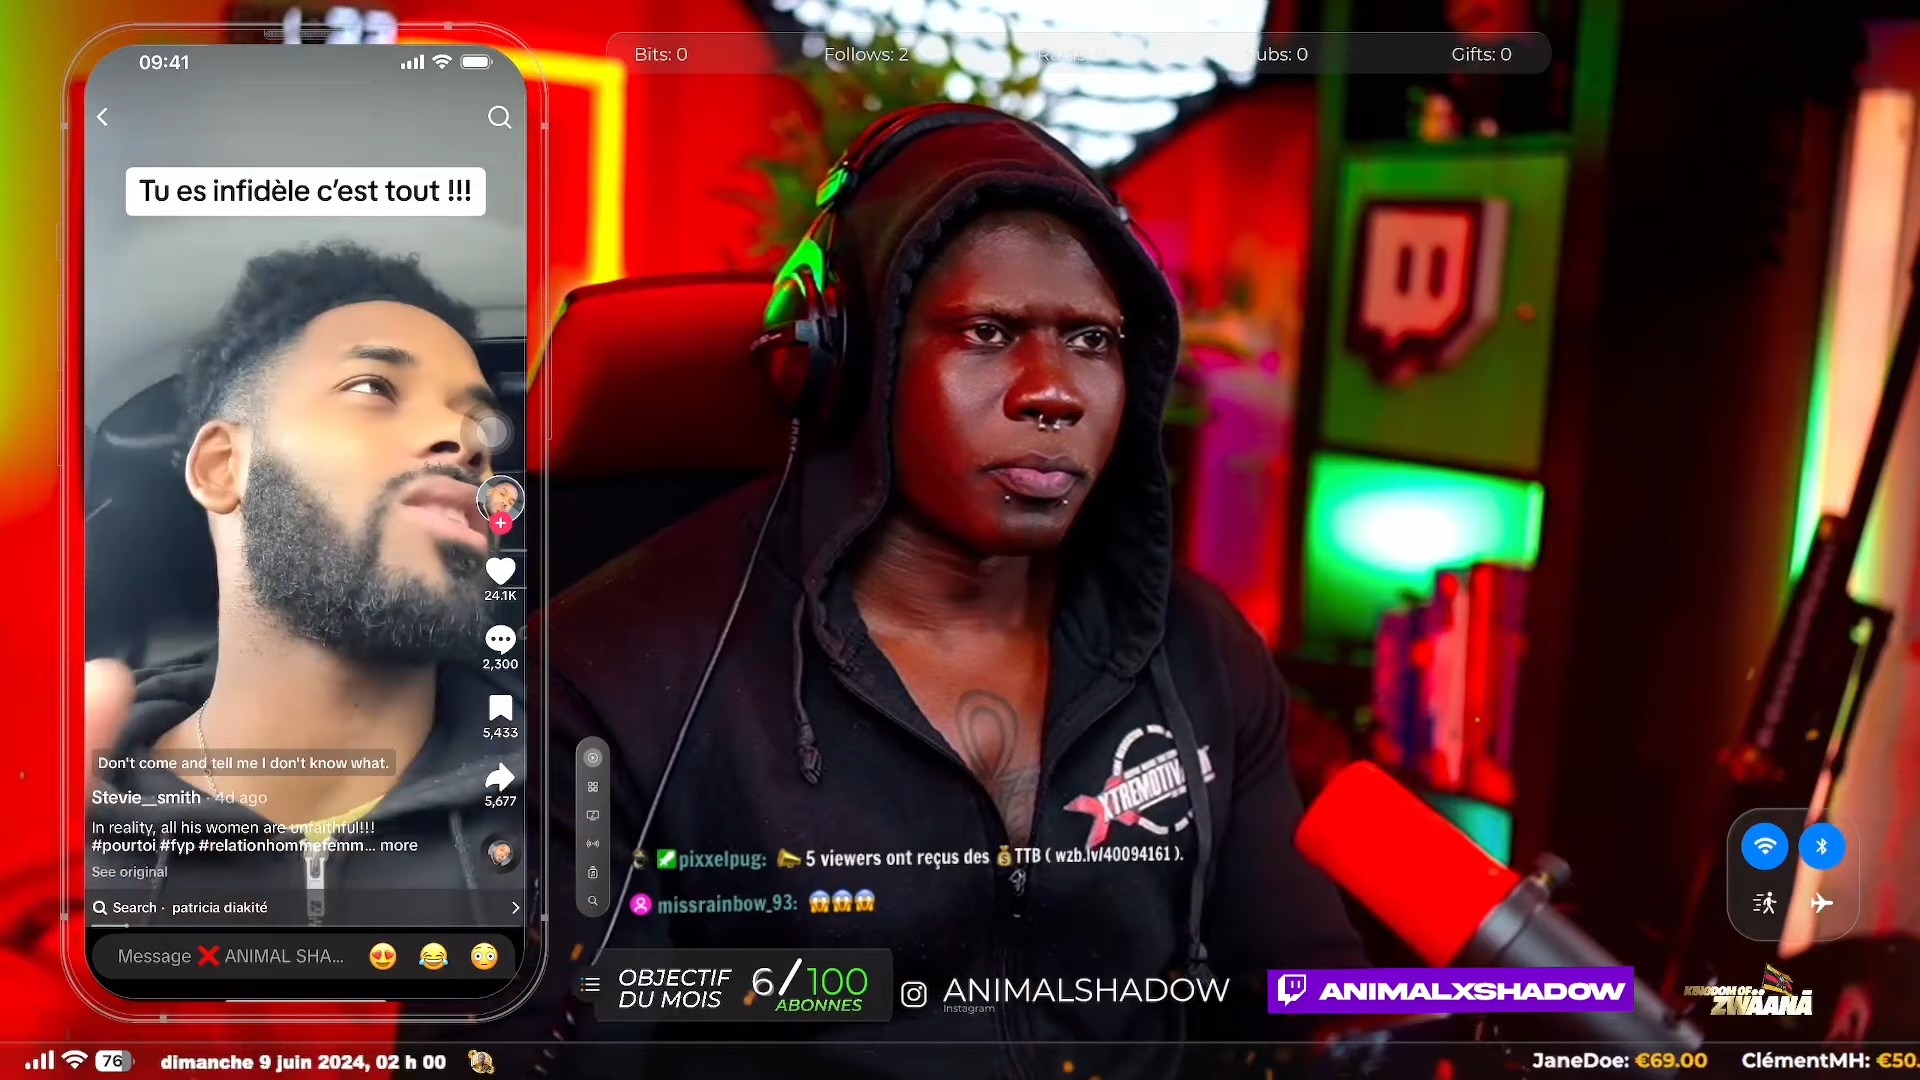 09:41
Tu es infidèle c'est tout !!!
24.1K
2,300
5,433
5,677
Don't come and tell me I don't know what.
Stevie__smith · 4d ago
In reality, all his women are unfaithful!!!
#pourtoi #fyp #relationhommefemm... more
See original
Search · patricia diakité
Message ❌ ANIMAL SHA...
Bits: 0
Follows: 2
ubs: 0
Gifts: 0
pixxelpug: 5 viewers ont reçus des TTB ( wzb.lv/40094161 ).
missrainbow_93: 😱😱😱
OBJECTIF
DU MOIS
6/100
ABONNES
ANIMALSHADOW
Instagram
ANIMALXSHADOW
KINGDOM OF
ZWÄÄNÄ
76
dimanche 9 juin 2024, 02 h 00
JaneDoe: €69.00
ClémentMH: €50.